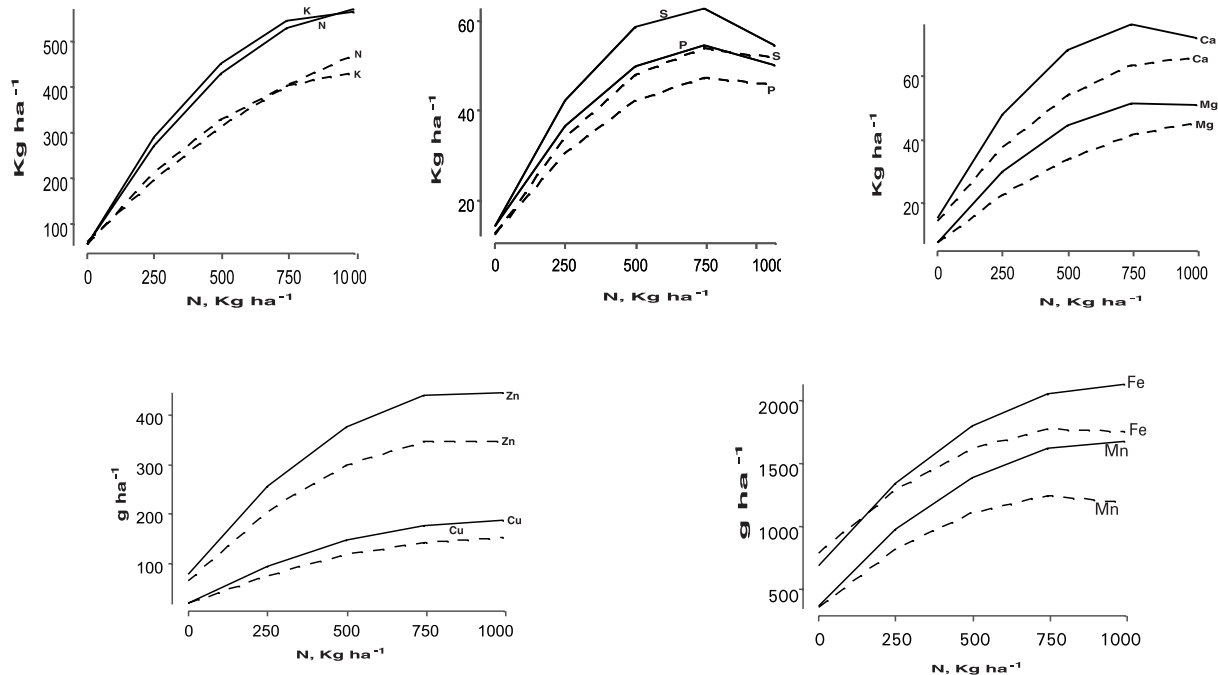 Kg ha⁻¹
500
400
300
200
100
K
N
N
K
0 250 500 750 1000
N, Kg ha⁻¹
Kg ha⁻¹
60
40
20
S
P
S
P
0 250 500 750 1000
N, Kg ha⁻¹
Kg ha⁻¹
60
40
20
Ca
Ca
Mg
Mg
0 250 500 750 1000
N, Kg ha⁻¹
g ha⁻¹
400
300
200
100
Zn
Zn
Cu
Cu
0 250 500 750 1000
N, Kg ha⁻¹
g ha⁻¹
2000
1500
1000
500
Fe
Fe
Mn
Mn
0 250 500 750 1000
N, Kg ha⁻¹